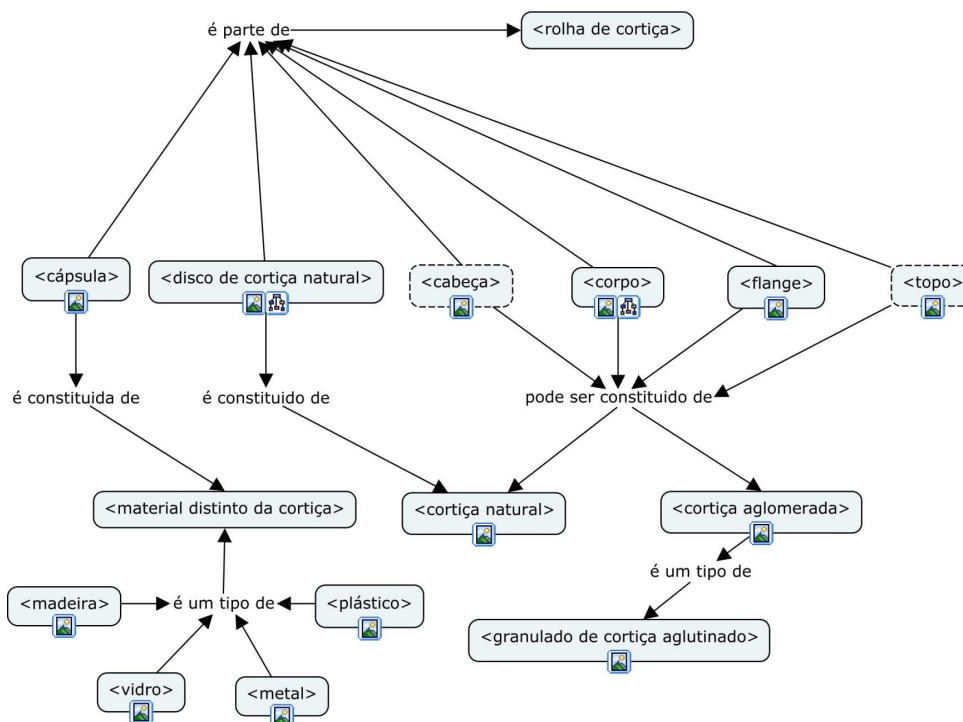 é parte de
<rolha de cortiça>
<cápsula>
<disco de cortiça natural>
<cabeça>
<corpo>
<flange>
<topo>
é constituida de
é constituido de
pode ser constituido de
<material distinto da cortiça>
<cortiça natural>
<cortiça aglomerada>
é um tipo de
<madeira>
é um tipo de
<plástico>
<granulado de cortiça aglutinado>
<vidro>
<metal>